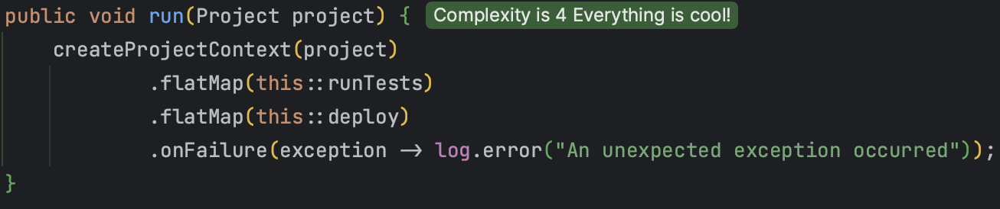 public void run(Project project) { Complexity is 4 Everything is cool!
createProjectContext(project)
.flatMap(this::runTests)
.flatMap(this::deploy)
.onFailure(exception -> log.error("An unexpected exception occurred"));
}